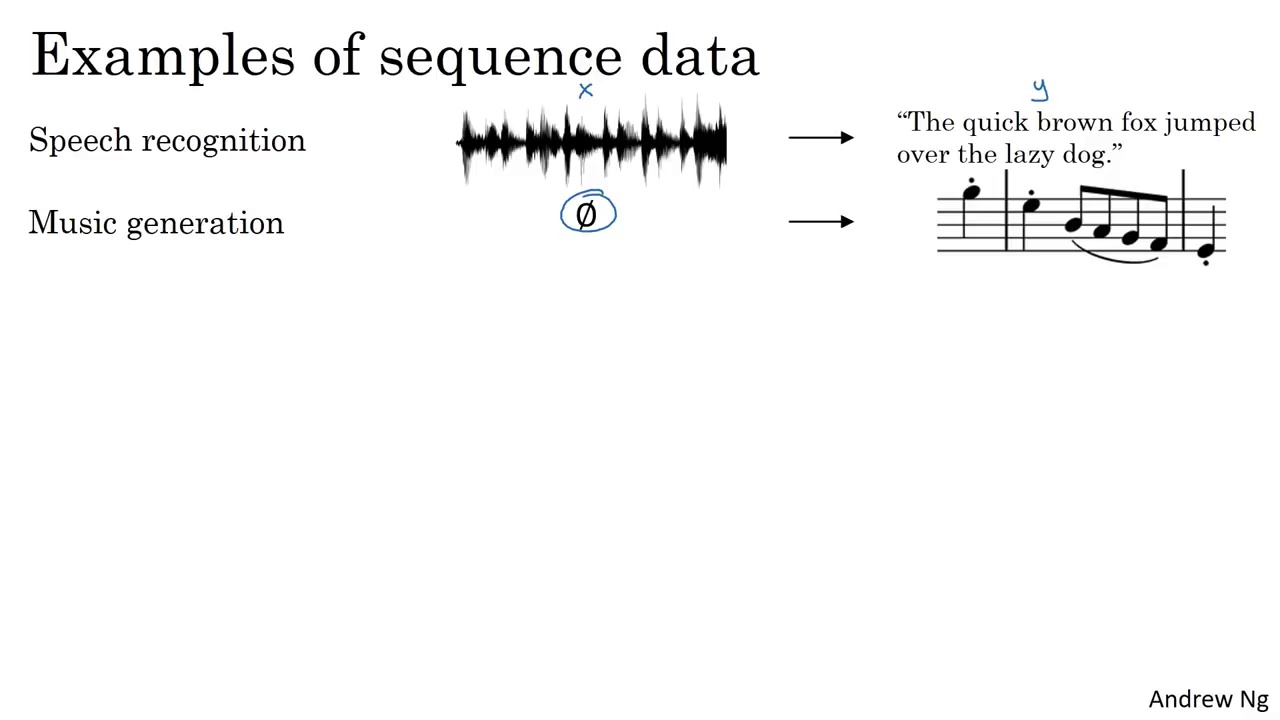 Examples of sequence data
x
y
Speech recognition
“The quick brown fox jumped
over the lazy dog.”
Music generation
∅
Andrew Ng